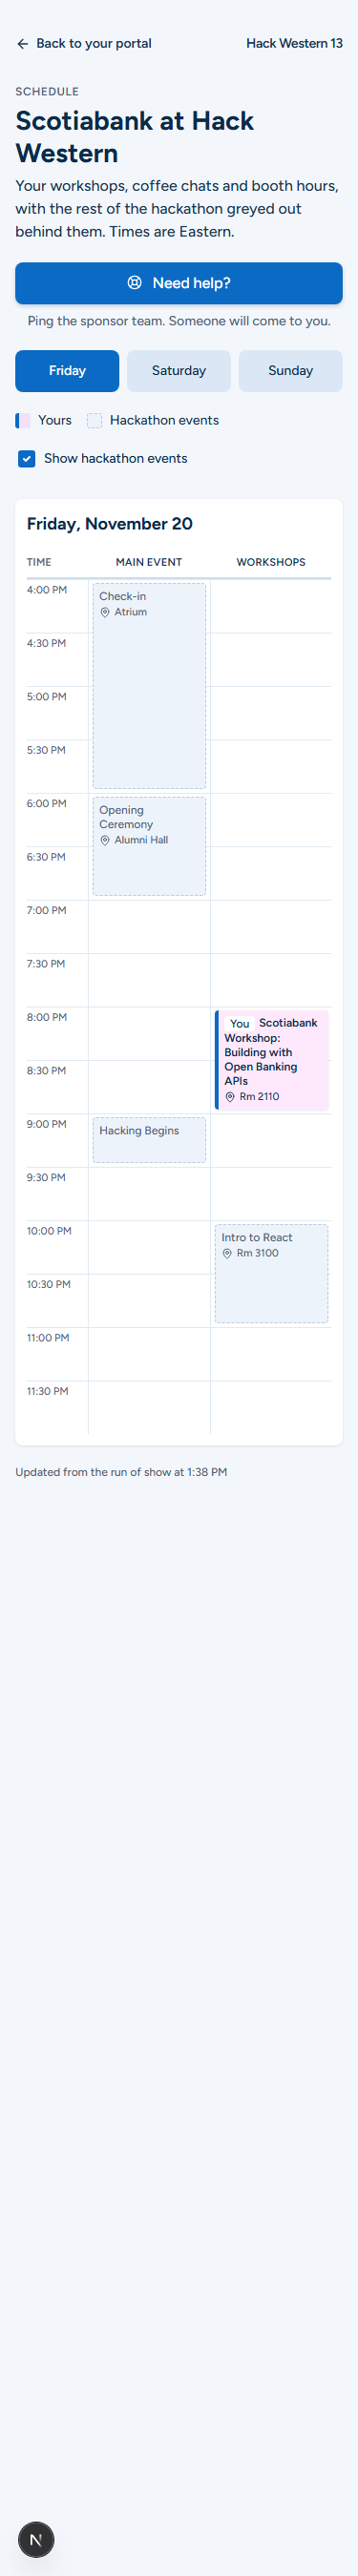 Back to your portal
Hack Western 13
SCHEDULE
Scotiabank at Hack
Western
Your workshops, coffee chats and booth hours,
with the rest of the hackathon greyed out
behind them. Times are Eastern.
Need help?
Ping the sponsor team. Someone will come to you.
Friday
Saturday
Sunday
Yours
Hackathon events
Show hackathon events
Friday, November 20
TIME
MAIN EVENT
WORKSHOPS
4:00 PM
Check-in
Atrium
4:30 PM
5:00 PM
5:30 PM
6:00 PM
Opening
Ceremony
Alumni Hall
6:30 PM
7:00 PM
7:30 PM
8:00 PM
You Scotiabank
Workshop:
Building with
Open Banking
APIs
Rm 2110
8:30 PM
9:00 PM
Hacking Begins
9:30 PM
10:00 PM
Intro to React
Rm 3100
10:30 PM
11:00 PM
11:30 PM
Updated from the run of show at 1:38 PM
N